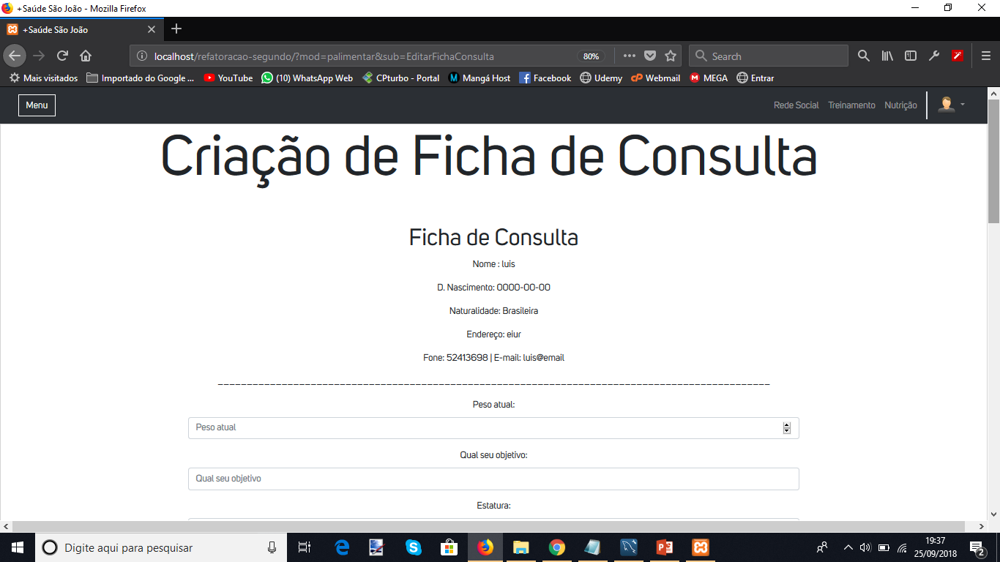 +Saúde São João - Mozilla Firefox
+Saúde São João
localhost/refatoracao-segundo/?mod=palimentar&sub=EditarFichaConsulta
80%
Search
Mais visitados
Importado do Google ...
YouTube
(10) WhatsApp Web
CPturbo - Portal
Mangá Host
Facebook
Udemy
Webmail
MEGA
Entrar
Menu
Rede Social
Treinamento
Nutrição
Criação de Ficha de Consulta
Ficha de Consulta
Nome : luis
D. Nascimento: 0000-00-00
Naturalidade: Brasileira
Endereço: eiur
Fone: 52413698 | E-mail: luis@email
Peso atual:
Peso atual
Qual seu objetivo:
Qual seu objetivo
Estatura:
Digite aqui para pesquisar
19:37
25/09/2018
2